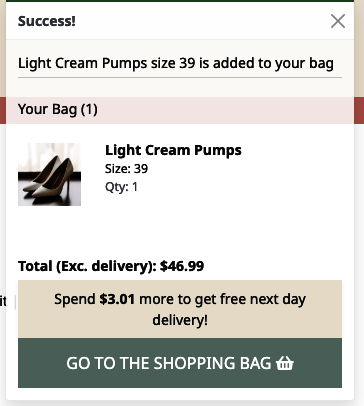 Success!
Light Cream Pumps size 39 is added to your bag
Your Bag (1)
Light Cream Pumps
Size: 39
Qty: 1
Total (Exc. delivery): $46.99
Spend $3.01 more to get free next day
delivery!
it
GO TO THE SHOPPING BAG